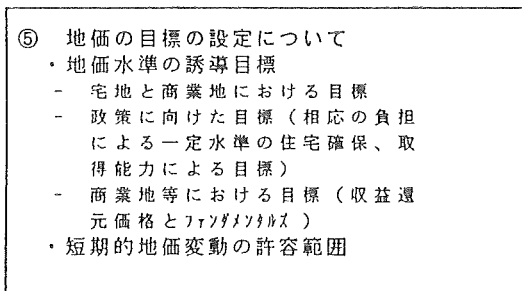 ⑤ 地価の目標の設定について
・地価水準の誘導目標
- 宅地と商業地における目標
- 政策に向けた目標（相応の負担
による一定水準の住宅確保、取
得能力による目標）
- 商業地等における目標（収益還
元価格とﾌｧﾝﾀﾞﾒﾝﾀﾙｽﾞ）
・短期的地価変動の許容範囲